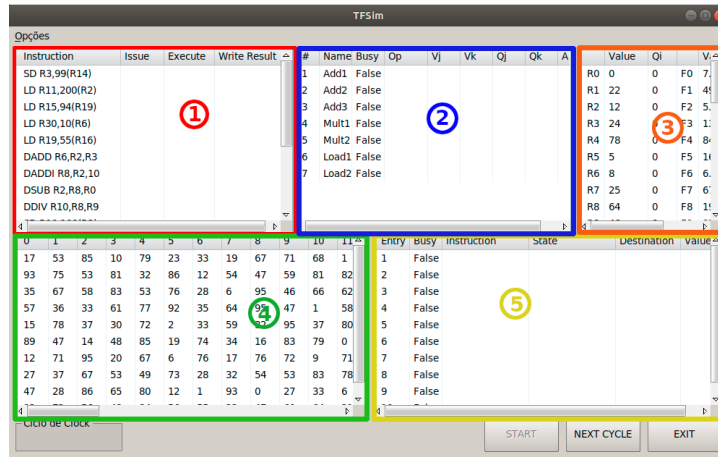 TFSim
Opções
Instruction Issue Execute Write Result
SD R3,99(R14)
LD R11,200(R2)
LD R15,94(R19)
LD R30,10(R6)
LD R19,55(R16)
DADD R6,R2,R3
DADDI R8,R2,10
DSUB R2,R8,R0
DDIV R10,R8,R9
1
# Name Busy Op Vj Vk Qj Qk A
1 Add1 False
2 Add2 False
3 Add3 False
4 Mult1 False
5 Mult2 False
6 Load1 False
7 Load2 False
2
Value Qi
R0 0 0 F0 7.
R1 22 0 F1 49
R2 12 0 F2 5.
R3 24 F3
R4 78 0 F4 84
R5 5 0 F5 16
R6 8 0 F6 6.
R7 25 0 F7 67
R8 64 0 F8 19
3
0 1 2 3 4 5 6 7 8 9 10 11
17 53 85 10 79 23 33 19 67 71 68 1
93 75 53 81 32 86 12 54 47 59 81 82
35 67 58 83 53 76 28 6 95 46 66 62
57 36 33 61 77 92 35 64 95 47 1 58
15 78 37 30 72 2 33 59 95 37 80
89 47 14 48 85 19 74 34 16 83 79 0
12 71 95 20 67 6 76 17 76 72 9 71
27 37 67 53 49 73 28 32 54 53 83 78
47 28 86 65 80 12 1 93 0 27 33 6
4
Entry Busy Instruction State Destination Value
1 False
2 False
3 False
4 False
5 False
6 False
7 False
8 False
9 False
5
Ciclo de Clock
START NEXT CYCLE EXIT